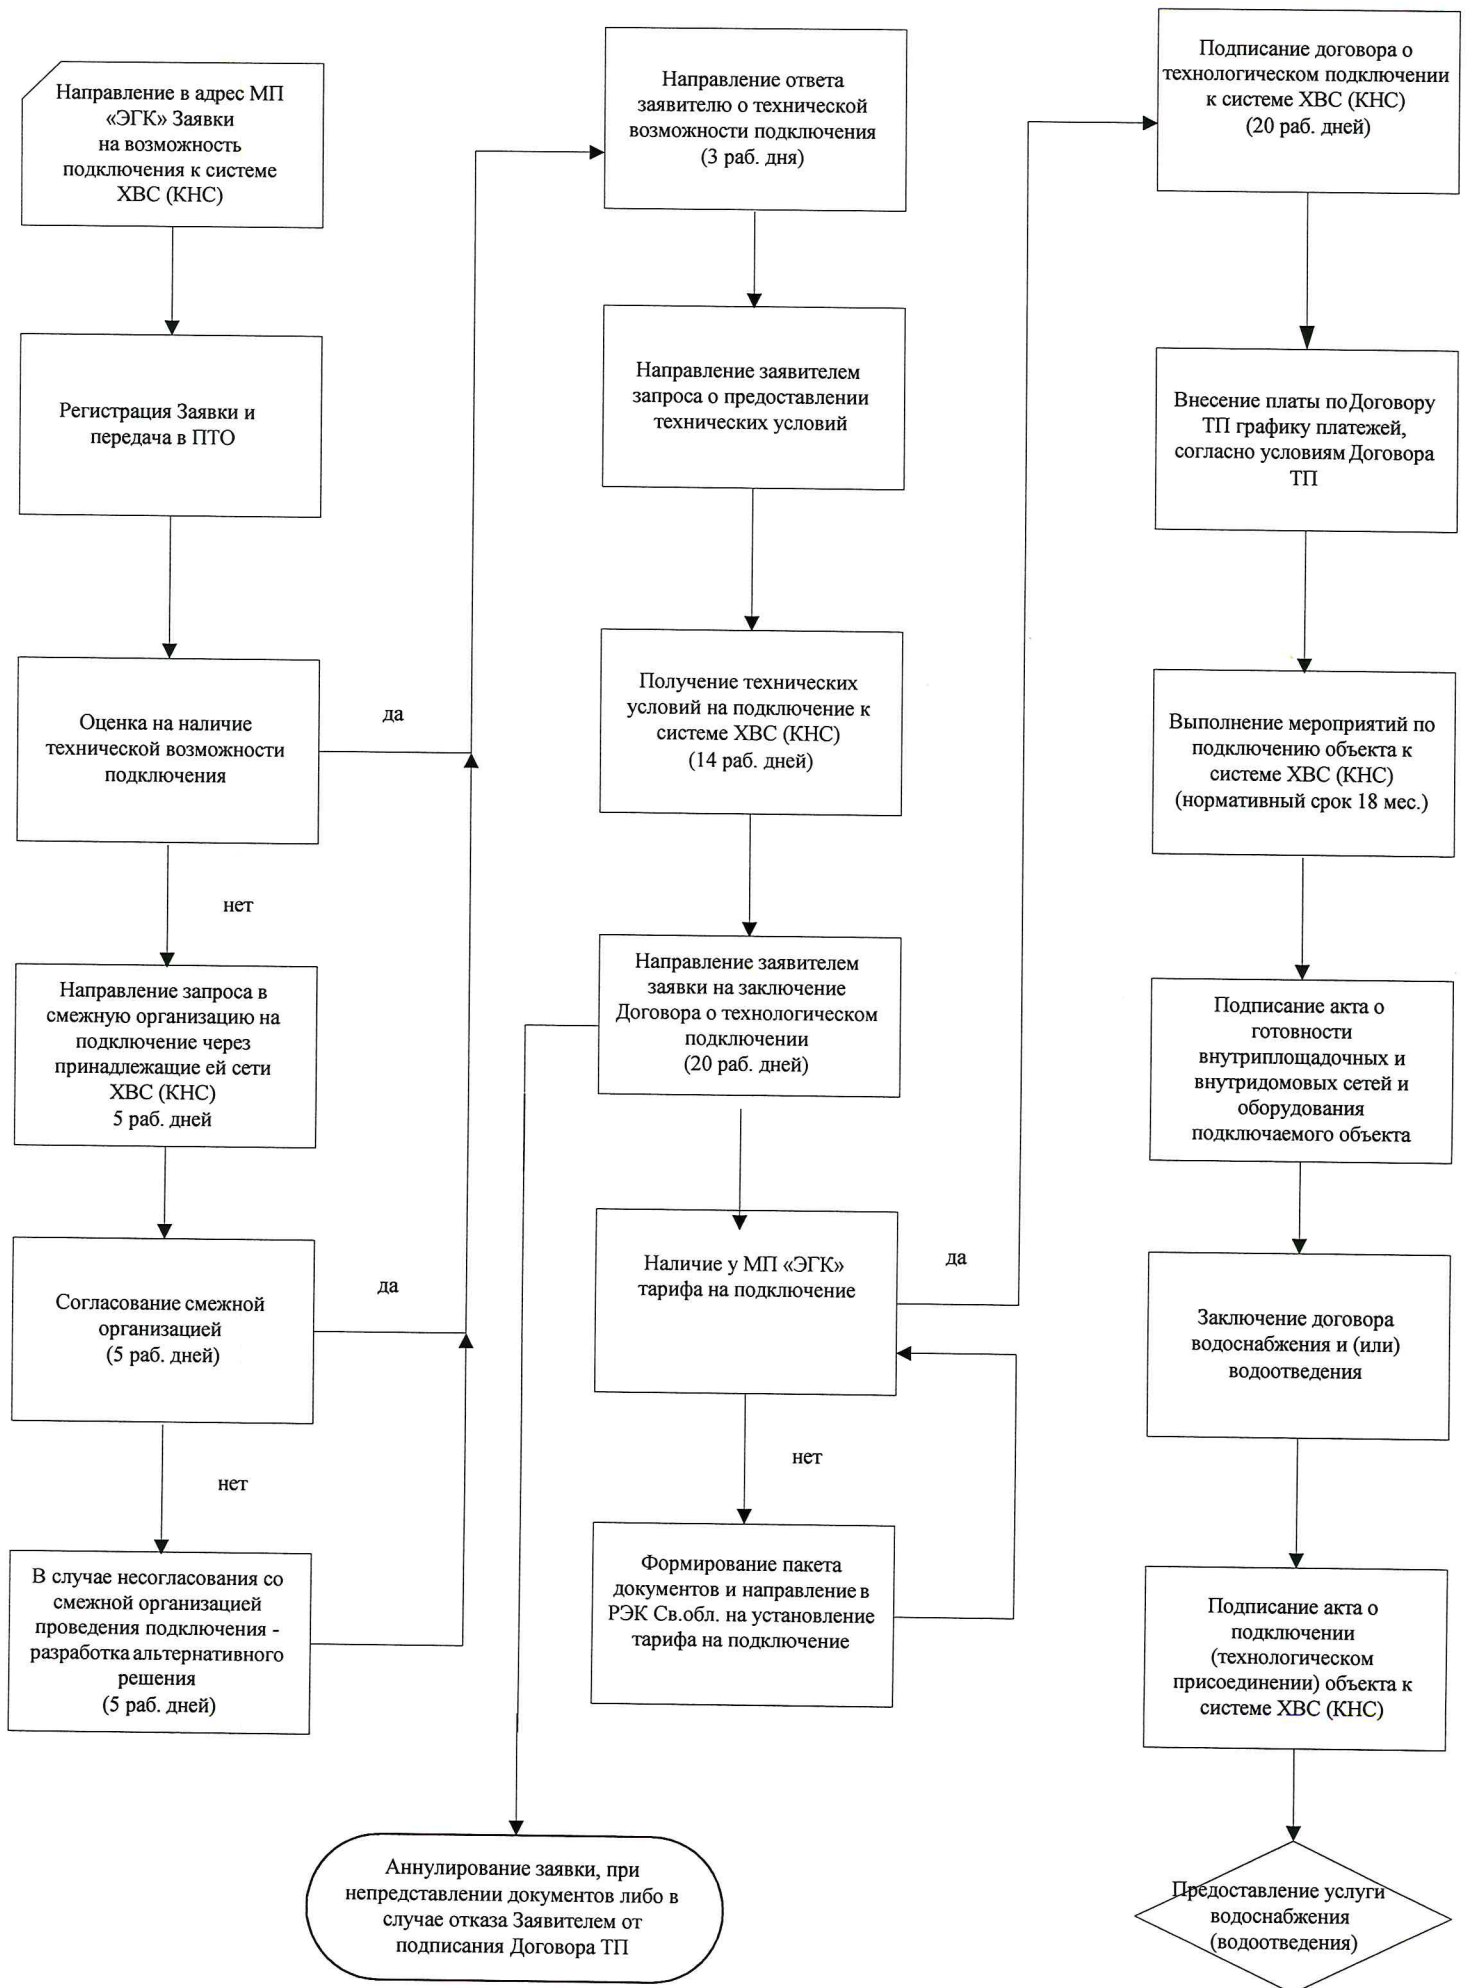 Направление в адрес МП
«ЭГК» Заявки
на возможность
подключения к системе
ХВС (КНС)
Регистрация Заявки и
передача в ПТО
Оценка на наличие
технической возможности
подключения
да
нет
Направление запроса в
смежную организацию на
подключение через
принадлежащие ей сети
ХВС (КНС)
5 раб. дней
Согласование смежной
организацией
(5 раб. дней)
да
нет
В случае несогласования со
смежной организацией
проведения подключения -
разработка альтернативного
решения
(5 раб. дней)
Направление ответа
заявителю о технической
возможности подключения
(3 раб. дня)
Направление заявителем
запроса о предоставлении
технических условий
Получение технических
условий на подключение к
системе ХВС (КНС)
(14 раб. дней)
Направление заявителем
заявки на заключение
Договора о технологическом
подключении
(20 раб. дней)
Наличие у МП «ЭГК»
тарифа на подключение
да
нет
Формирование пакета
документов и направление в
РЭК Св.обл. на установление
тарифа на подключение
Аннулирование заявки, при
непредставлении документов либо в
случае отказа Заявителем от
подписания Договора ТП
Подписание договора о
технологическом подключении
к системе ХВС (КНС)
(20 раб. дней)
Внесение платы по Договору
ТП графику платежей,
согласно условиям Договора
ТП
Выполнение мероприятий по
подключению объекта к
системе ХВС (КНС)
(нормативный срок 18 мес.)
Подписание акта о
готовности
внутриплощадочных и
внутридомовых сетей и
оборудования
подключаемого объекта
Заключение договора
водоснабжения и (или)
водоотведения
Подписание акта о
подключении
(технологическом
присоединении) объекта к
системе ХВС (КНС)
Предоставление услуги
водоснабжения
(водоотведения)